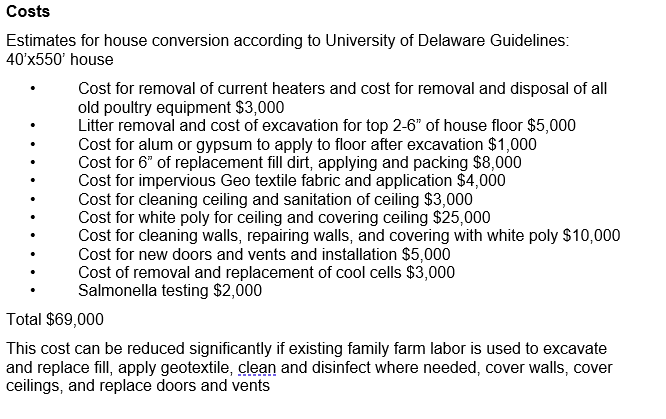 Costs
Estimates for house conversion according to University of Delaware Guidelines:
40’x550’ house
• Cost for removal of current heaters and cost for removal and disposal of all
old poultry equipment $3,000
• Litter removal and cost of excavation for top 2-6” of house floor $5,000
• Cost for alum or gypsum to apply to floor after excavation $1,000
• Cost for 6” of replacement fill dirt, applying and packing $8,000
• Cost for impervious Geo textile fabric and application $4,000
• Cost for cleaning ceiling and sanitation of ceiling $3,000
• Cost for white poly for ceiling and covering ceiling $25,000
• Cost for cleaning walls, repairing walls, and covering with white poly $10,000
• Cost for new doors and vents and installation $5,000
• Cost of removal and replacement of cool cells $3,000
• Salmonella testing $2,000
Total $69,000
This cost can be reduced significantly if existing family farm labor is used to excavate
and replace fill, apply geotextile, clean and disinfect where needed, cover walls, cover
ceilings, and replace doors and vents